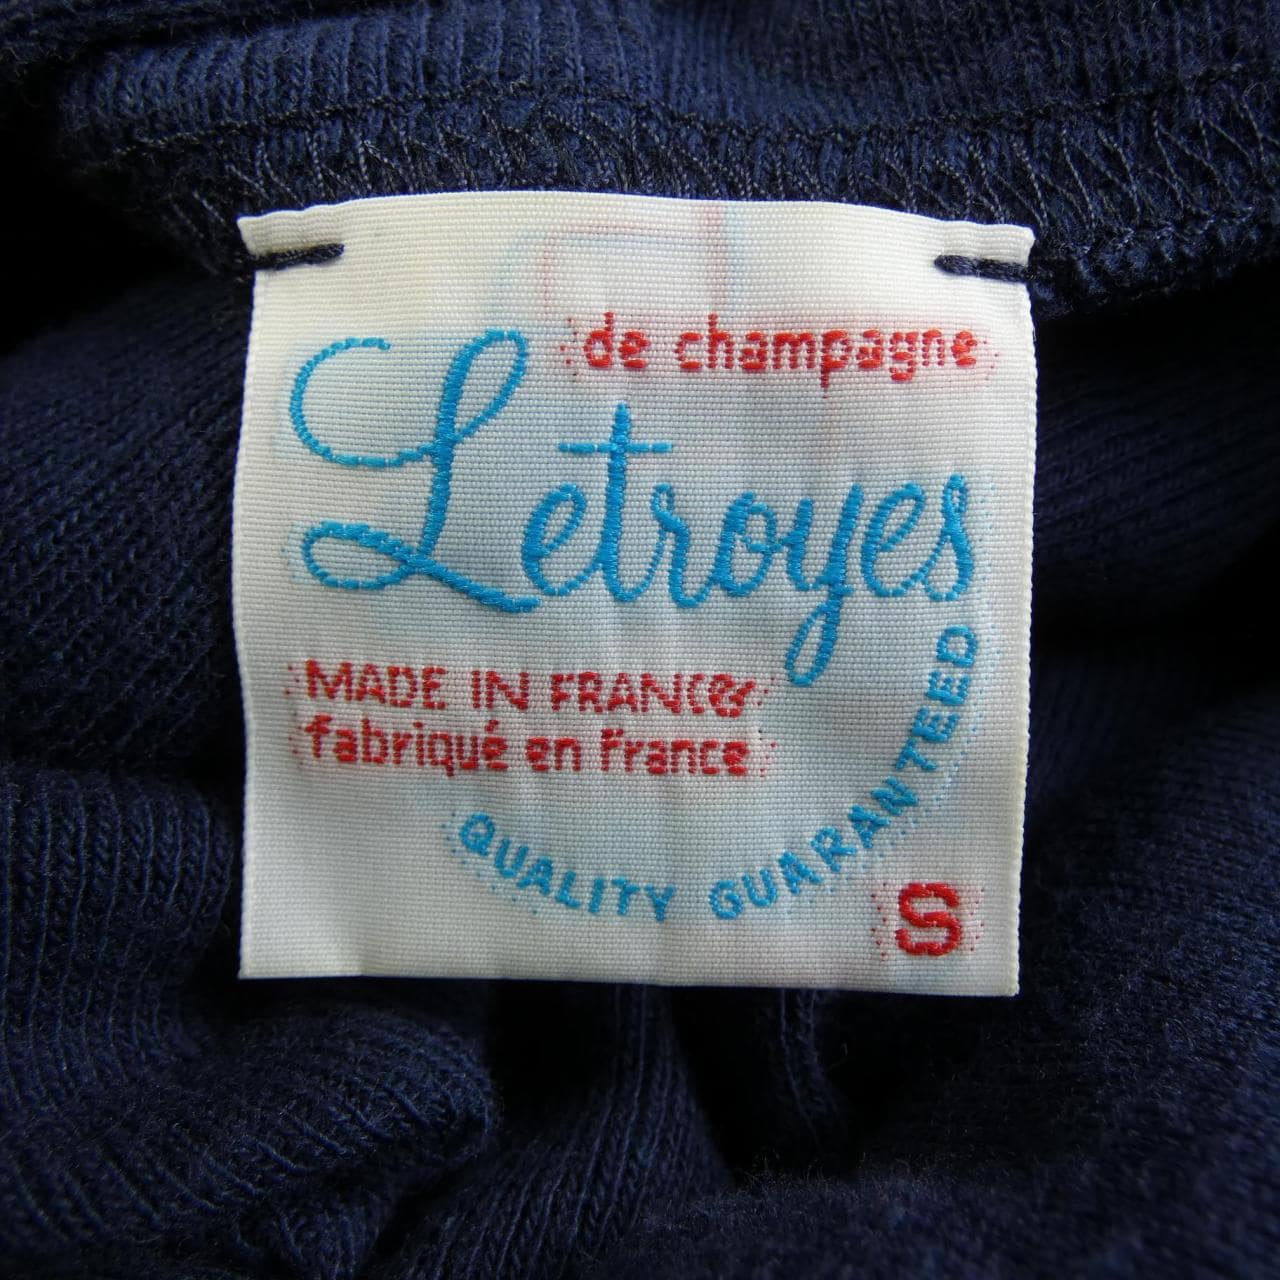 de champagne
Letroyes
MADE IN FRANCE
fabriqué en france
QUALITY GUARANTEED
S